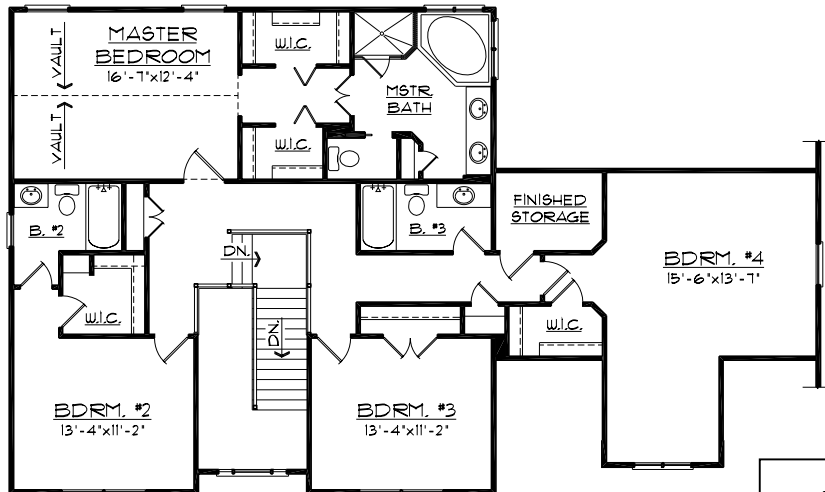 VAULT
VAULT
MASTER
BEDROOM
16'-7"x12'-4"
W.I.C.
W.I.C.
MSTR.
BATH
B. #2
W.I.C.
DN.
DN.
B. #3
FINISHED
STORAGE
BDRM. #4
15'-6"x13'-7"
W.I.C.
BDRM. #2
13'-4"x11'-2"
BDRM. #3
13'-4"x11'-2"